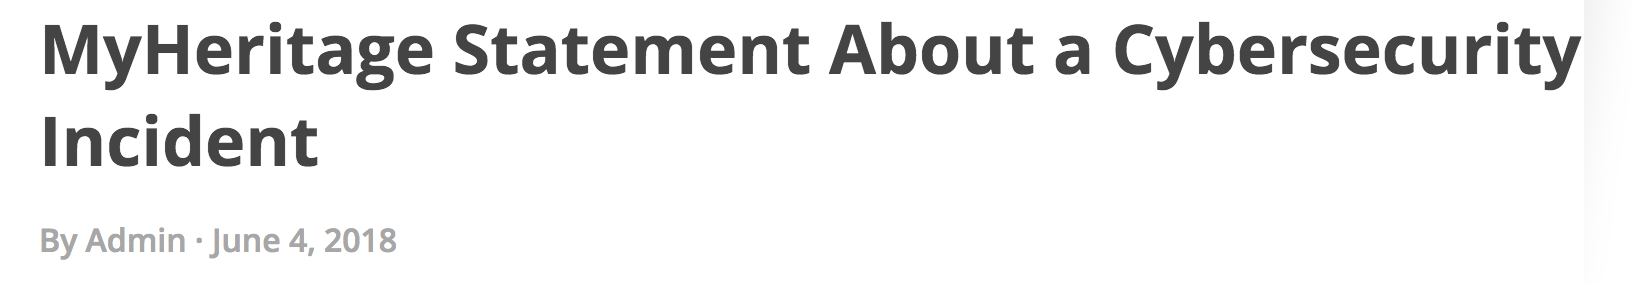 MyHeritage Statement About a Cybersecurity
Incident
By Admin · June 4, 2018